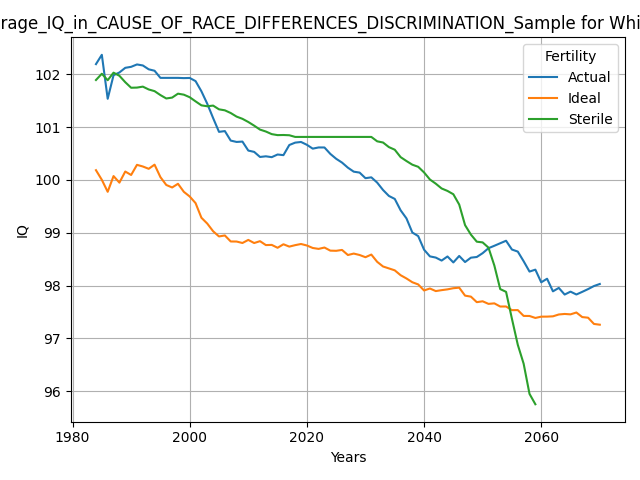 rage_IQ_in_CAUSE_OF_RACE_DIFFERENCES_DISCRIMINATION_Sample for Whi
Fertility
Actual
Ideal
Sterile
102
101
100
99
98
97
96
IQ
1980
2000
2020
2040
2060
Years